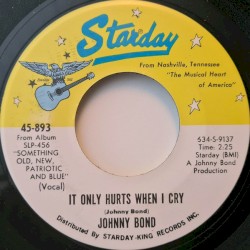 Starday
From Nashville, Tennessee
"The Musical Heart
of America"
45-893
From Album
SLP-456
"SOMETHING
OLD, NEW,
PATRIOTIC
AND BLUE"
(Vocal)
534-S-9137
Time: 2:25
Starday (BMI)
A Johnny Bond
Production
IT ONLY HURTS WHEN I CRY
(Johnny Bond)
JOHNNY BOND
Distributed By STARDAY-KING RECORDS INC.